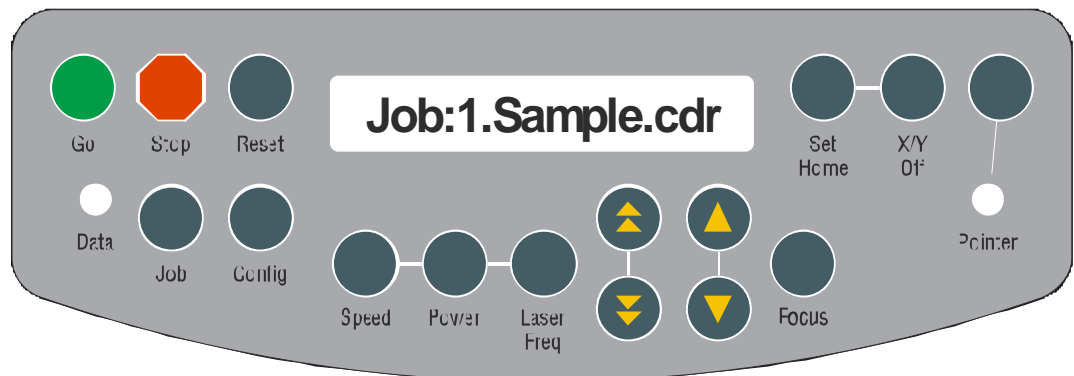 Job:1.Sample.cdr
Go
Stop
Reset
Set
Home
X/Y
Off
Data
Job
Config
Pointer
Speed
Power
Laser
Freq
Focus